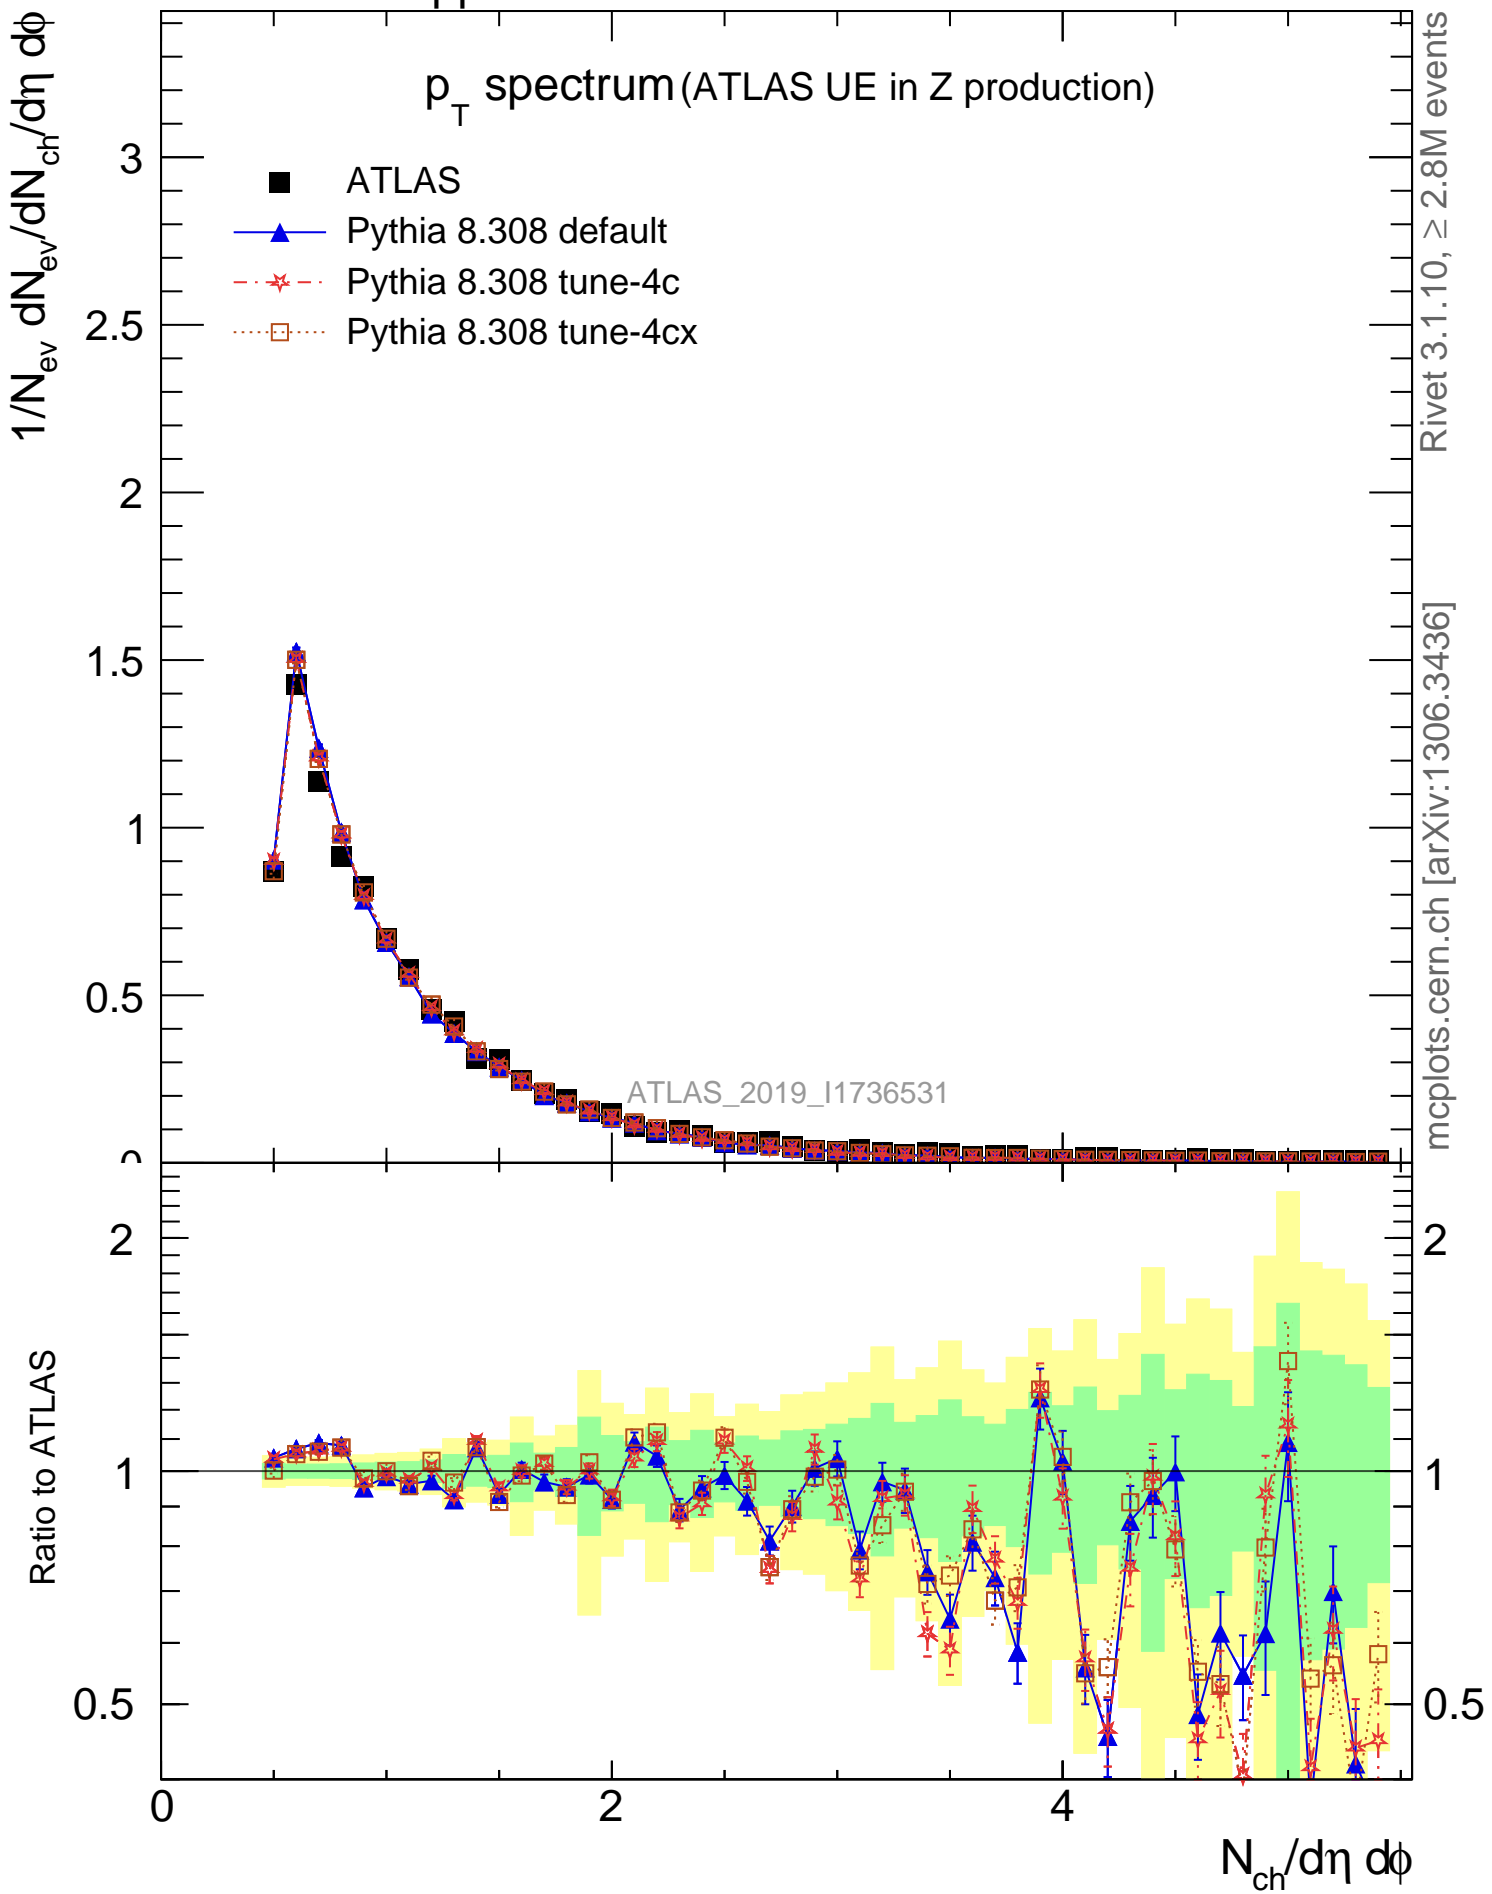 p_T spectrum (ATLAS UE in Z production)
1/N_ev dN_ev/dN_ch/dη dϕ
ATLAS
Pythia 8.308 default
Pythia 8.308 tune-4c
Pythia 8.308 tune-4cx
3
2.5
2
1.5
1
0.5
0
ATLAS_2019_I1736531
Rivet 3.1.10, ≥ 2.8M events
mcplots.cern.ch [arXiv:1306.3436]
Ratio to ATLAS
2
1
0.5
2
1
0.5
0
2
4
N_ch/dη dϕ